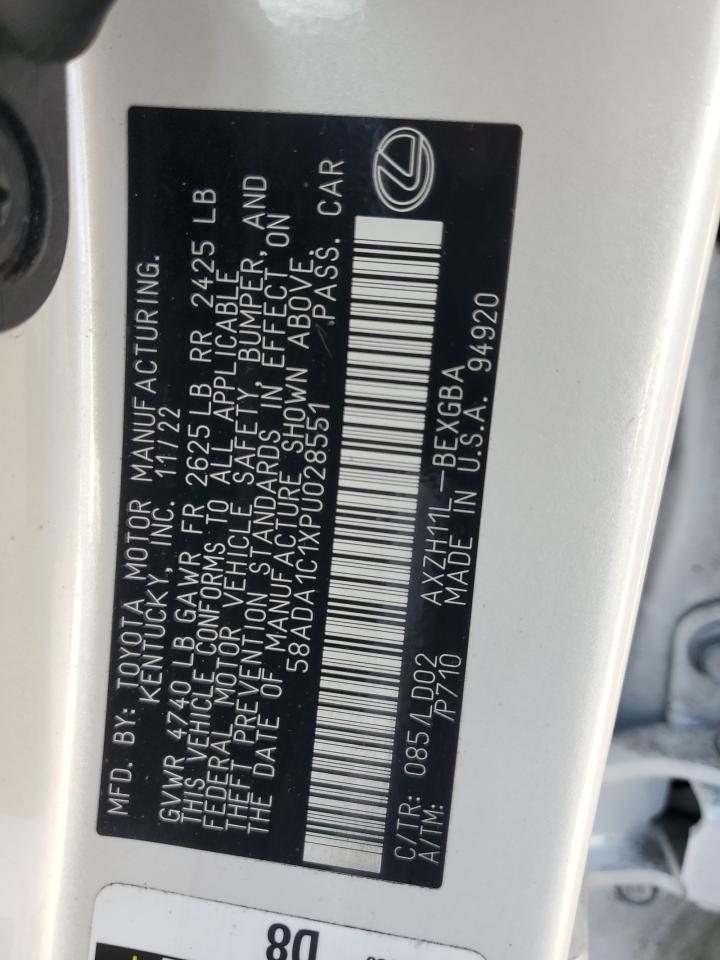 MFD. BY: TOYOTA MOTOR MANUFACTURING.
KENTUCKY, INC. 11/22
GVWR 4740 LB GAWR FR 2625 LB RR 2425 LB
THIS VEHICLE CONFORMS TO ALL APPLICABLE
FEDERAL MOTOR VEHICLE SAFETY, BUMPER, AND
THEFT PREVENTION STANDARDS IN EFFECT ON
THE DATE OF MANUFACTURE SHOWN ABOVE.
58ADA1C1XPU028551 PASS. CAR
C/TR: 085/LD02 AXZH11L-BEXGBA
A/TM: /P710 MADE IN U.S.A. 94920
D8